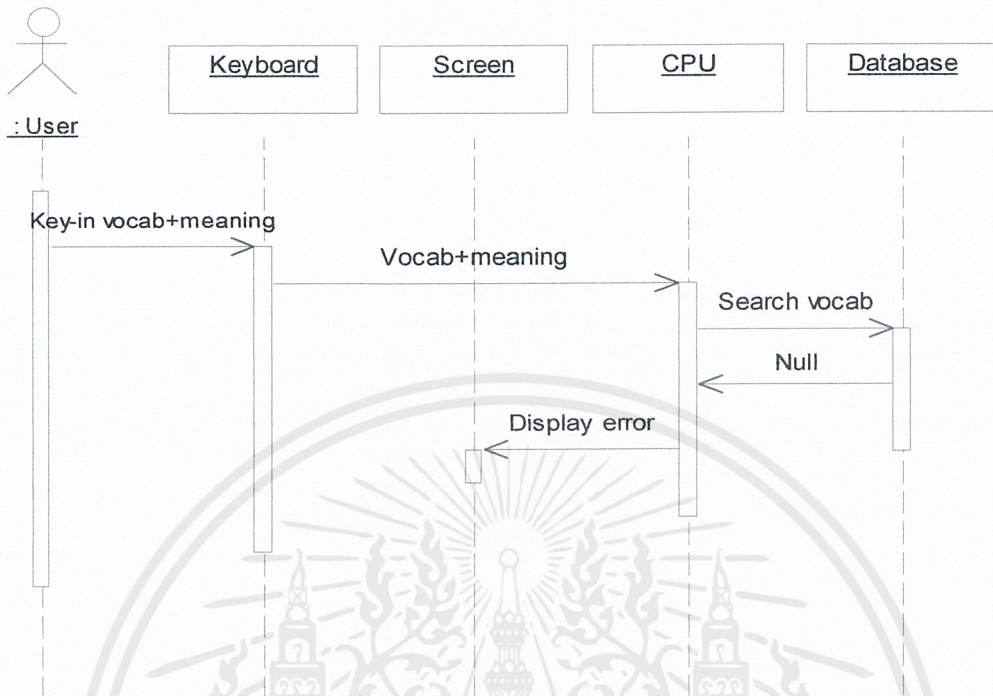 Keyboard
Screen
CPU
Database
: User
Key-in vocab+meaning
Vocab+meaning
Search vocab
Null
Display error